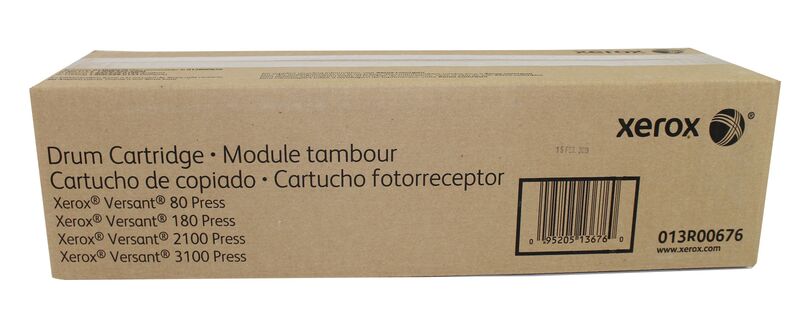 xerox
xerox ®
Drum Cartridge • Module tambour
Cartucho de copiado • Cartucho fotorreceptor
Xerox® Versant® 80 Press
Xerox® Versant® 180 Press
Xerox® Versant® 2100 Press
Xerox® Versant® 3100 Press
0 95205 13676 0
013R00676
www.xerox.com